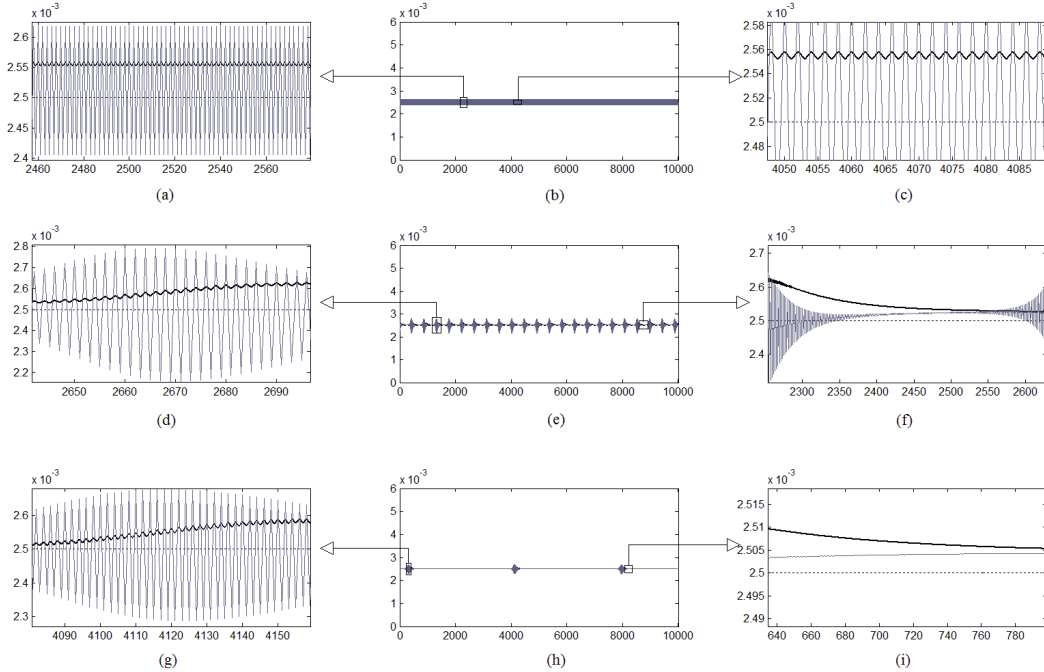 x 10⁻³
2.6
2.55
2.5
2.45
2.4
2460 2480 2500 2520 2540 2560
(a)
x 10⁻³
6
5
4
3
2
1
0
0 2000 4000 6000 8000 10000
(b)
x 10⁻³
2.58
2.56
2.54
2.52
2.5
2.48
4050 4055 4060 4065 4070 4075 4080 4085
(c)
x 10⁻³
2.8
2.7
2.6
2.5
2.4
2.3
2.2
2650 2660 2670 2680 2690
(d)
x 10⁻³
6
5
4
3
2
1
0
0 2000 4000 6000 8000 10000
(e)
x 10⁻³
2.7
2.6
2.5
2.4
2300 2350 2400 2450 2500 2550 2600
(f)
x 10⁻³
2.6
2.5
2.4
2.3
4090 4100 4110 4120 4130 4140 4150
(g)
x 10⁻³
6
5
4
3
2
1
0
0 2000 4000 6000 8000 10000
(h)
x 10⁻³
2.515
2.51
2.505
2.5
2.495
2.49
640 660 680 700 720 740 760 780
(i)